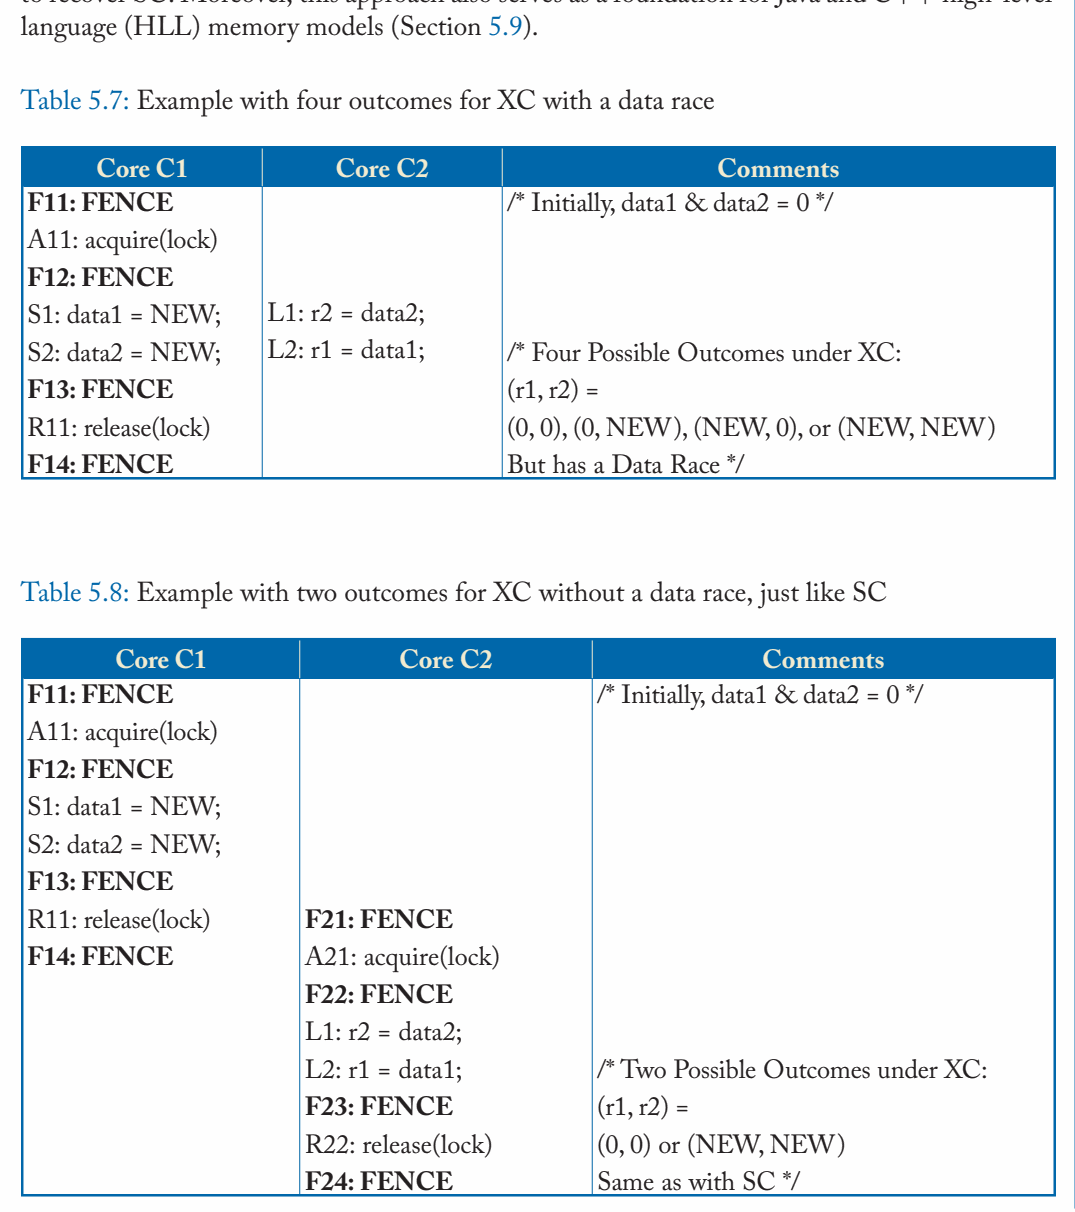 language (HLL) memory models (Section 5.9).
Table 5.7: Example with four outcomes for XC with a data race
Core C1 Core C2 Comments
F11: FENCE /* Initially, data1 & data2 = 0 */
A11: acquire(lock)
F12: FENCE
S1: data1 = NEW; L1: r2 = data2;
S2: data2 = NEW; L2: r1 = data1; /* Four Possible Outcomes under XC:
F13: FENCE (r1, r2) =
R11: release(lock) (0, 0), (0, NEW), (NEW, 0), or (NEW, NEW)
F14: FENCE But has a Data Race */
Table 5.8: Example with two outcomes for XC without a data race, just like SC
Core C1 Core C2 Comments
F11: FENCE /* Initially, data1 & data2 = 0 */
A11: acquire(lock)
F12: FENCE
S1: data1 = NEW;
S2: data2 = NEW;
F13: FENCE
R11: release(lock) F21: FENCE
F14: FENCE A21: acquire(lock)
F22: FENCE
L1: r2 = data2;
L2: r1 = data1; /* Two Possible Outcomes under XC:
F23: FENCE (r1, r2) =
R22: release(lock) (0, 0) or (NEW, NEW)
F24: FENCE Same as with SC */